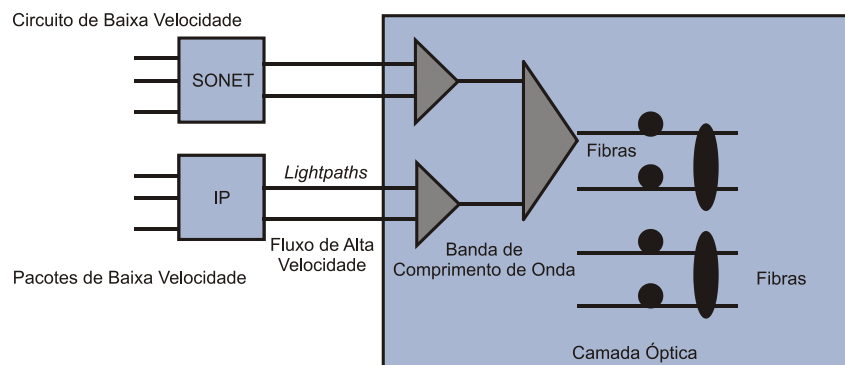 Circuito de Baixa Velocidade
SONET
Fibras
Lightpaths
IP
Fluxo de Alta
Velocidade
Banda de
Comprimento de Onda
Pacotes de Baixa Velocidade
Fibras
Camada Óptica